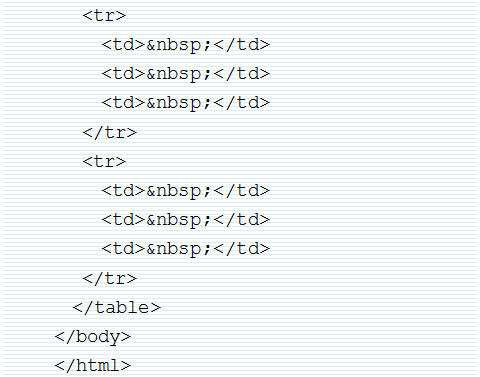 <tr>
<td>&nbsp;</td>
<td>&nbsp;</td>
<td>&nbsp;</td>
</tr>
<tr>
<td>&nbsp;</td>
<td>&nbsp;</td>
<td>&nbsp;</td>
</tr>
</table>
</body>
</html>